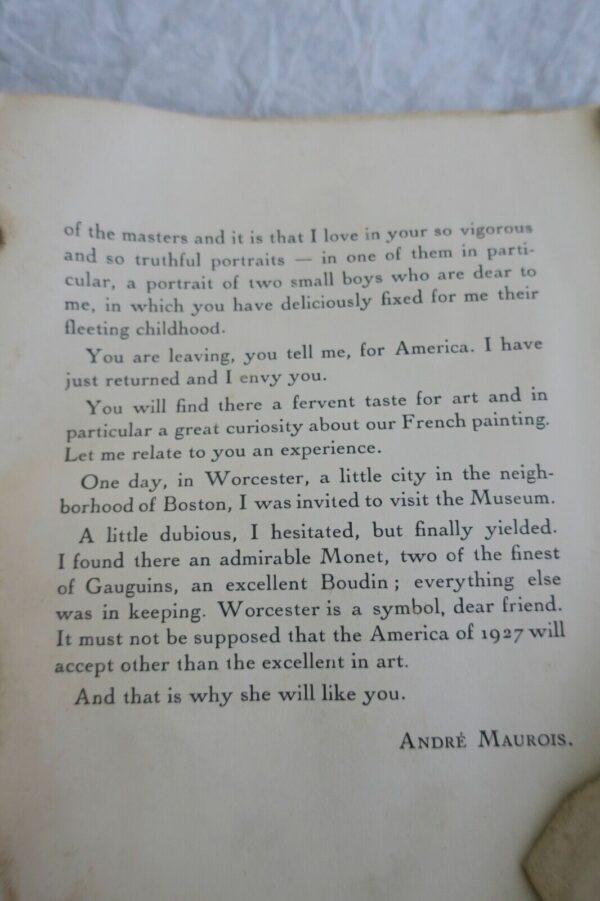 of the masters and it is that I love in your so vigorous
and so truthful portraits — in one of them in parti-
cular, a portrait of two small boys who are dear to
me, in which you have deliciously fixed for me their
fleeting childhood.
You are leaving, you tell me, for America. I have
just returned and I envy you.
You will find there a fervent taste for art and in
particular a great curiosity about our French painting.
Let me relate to you an experience.
One day, in Worcester, a little city in the neigh-
borhood of Boston, I was invited to visit the Museum.
A little dubious, I hesitated, but finally yielded.
I found there an admirable Monet, two of the finest
of Gauguins, an excellent Boudin ; everything else
was in keeping. Worcester is a symbol, dear friend.
It must not be supposed that the America of 1927 will
accept other than the excellent in art.
And that is why she will like you.
ANDRÉ MAUROIS.